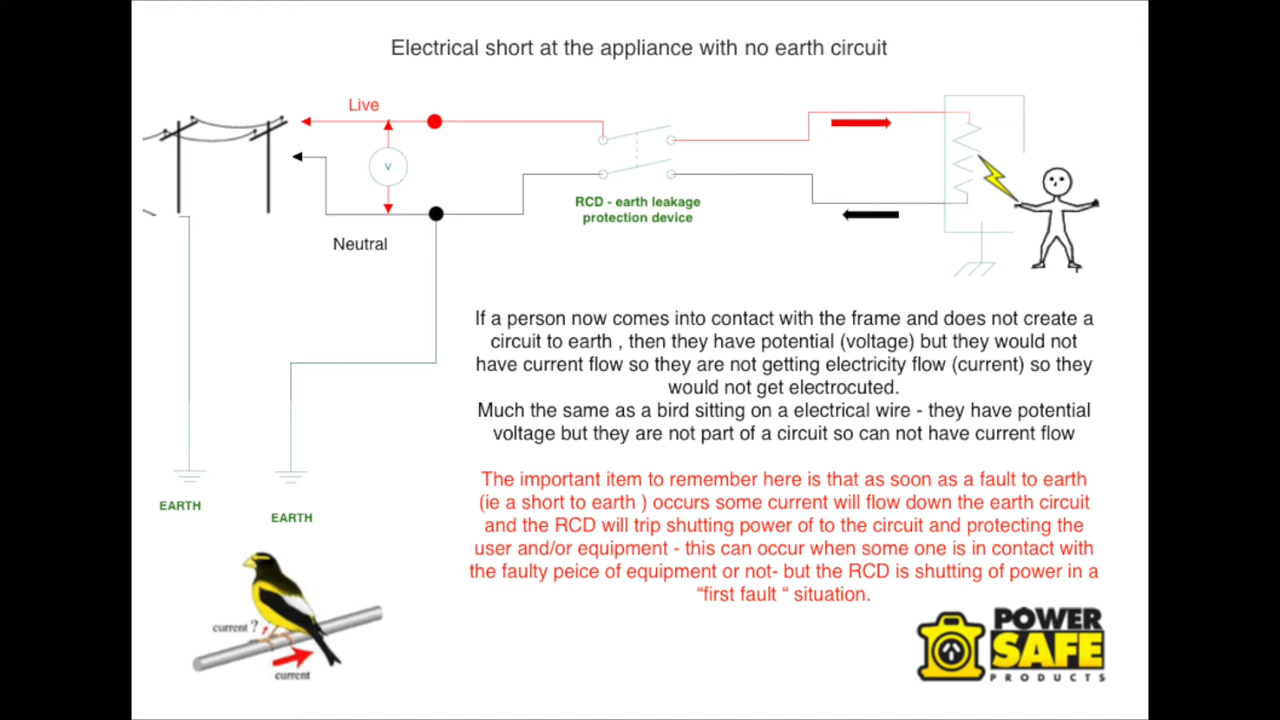 Electrical short at the appliance with no earth circuit
Live
V
RCD - earth leakage
protection device
Neutral
If a person now comes into contact with the frame and does not create a
circuit to earth , then they have potential (voltage) but they would not
have current flow so they are not getting electricity flow (current) so they
would not get electrocuted.
Much the same as a bird sitting on a electrical wire - they have potential
voltage but they are not part of a circuit so can not have current flow
The important item to remember here is that as soon as a fault to earth
(ie a short to earth ) occurs some current will flow down the earth circuit
and the RCD will trip shutting power of to the circuit and protecting the
user and/or equipment - this can occur when some one is in contact with
the faulty peice of equipment or not- but the RCD is shutting of power in a
“first fault “ situation.
EARTH
EARTH
current ?
current
POWER
SAFE
PRODUCTS